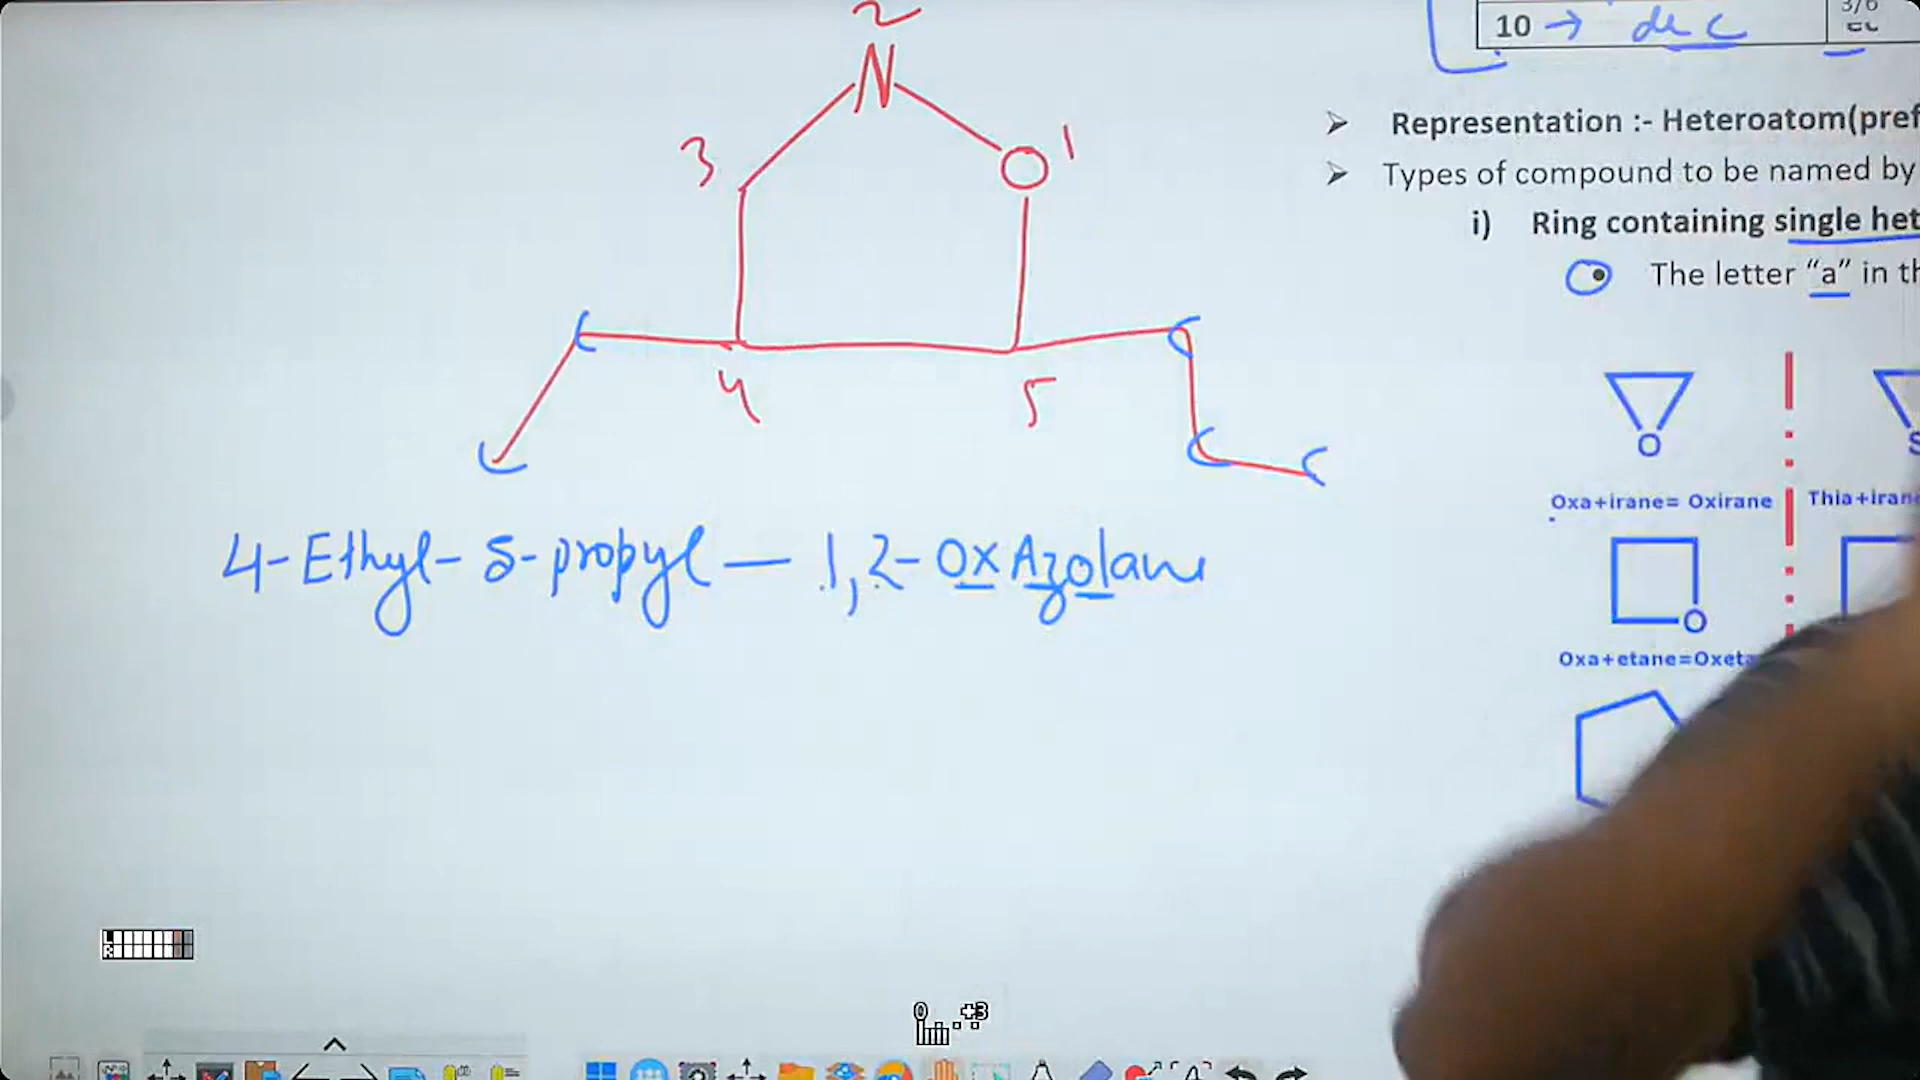 2
N
3
O 1
4 5
4-Ethyl-5-propyl — 1,2-OxAzolane
10 → dec
➢ Representation :- Heteroatom(pref
➢ Types of compound to be named by
i) Ring containing single het
The letter "a" in th
O
S
Oxa+irane= Oxirane Thia+iran
O
Oxa+etane=Oxeta